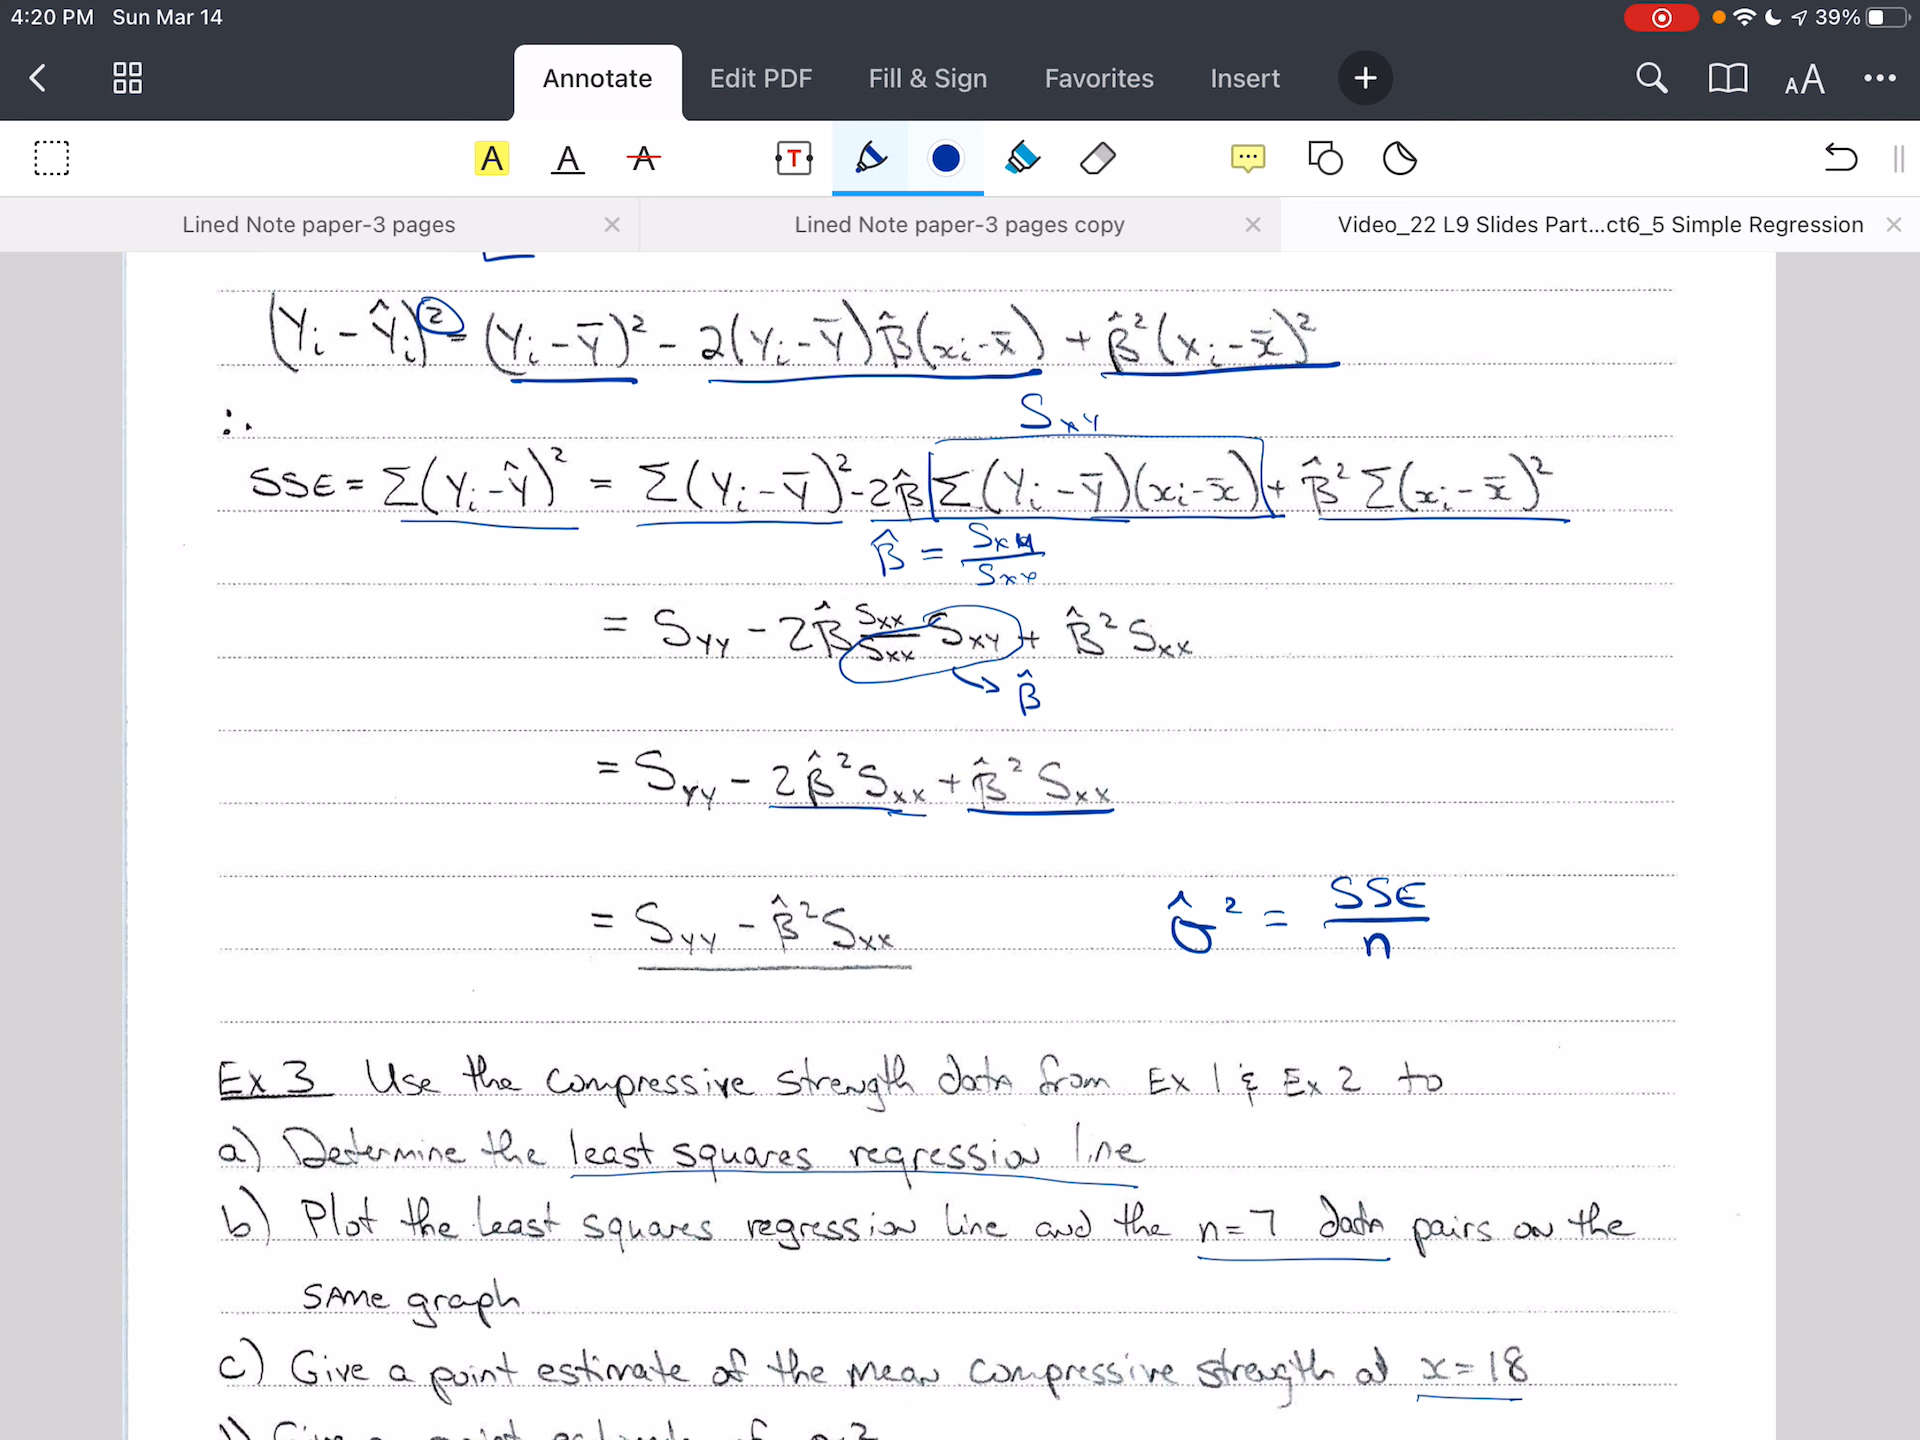 4:20 PM Sun Mar 14 39%
Annotate Edit PDF Fill & Sign Favorites Insert
Lined Note paper-3 pages Lined Note paper-3 pages copy Video_22 L9 Slides Part...ct6_5 Simple Regression
(Yᵢ - Ŷᵢ)² = (Yᵢ - Ȳ)² - 2(Yᵢ - Ȳ)β̂(xᵢ - x̄) + β̂²(xᵢ - x̄)²
∴ Sxy
SSE = Σ(Yᵢ - Ŷ)² = Σ(Yᵢ - Ȳ)² - 2β̂ Σ(Yᵢ - Ȳ)(xᵢ - x̄) + β̂² Σ(xᵢ - x̄)²
β̂ = Sxy / Sxx
= Syy - 2β̂ Sxx/Sxx Sxy + β̂² Sxx
β̂
= Syy - 2β̂² Sxx + β̂² Sxx
= Syy - β̂² Sxx σ̂² = SSE / n
Ex 3 Use the compressive strength data from Ex 1 & Ex 2 to
a) Determine the least squares regression line
b) Plot the least squares regression line and the n=7 data pairs on the
same graph
c) Give a point estimate of the mean compressive strength at x=18